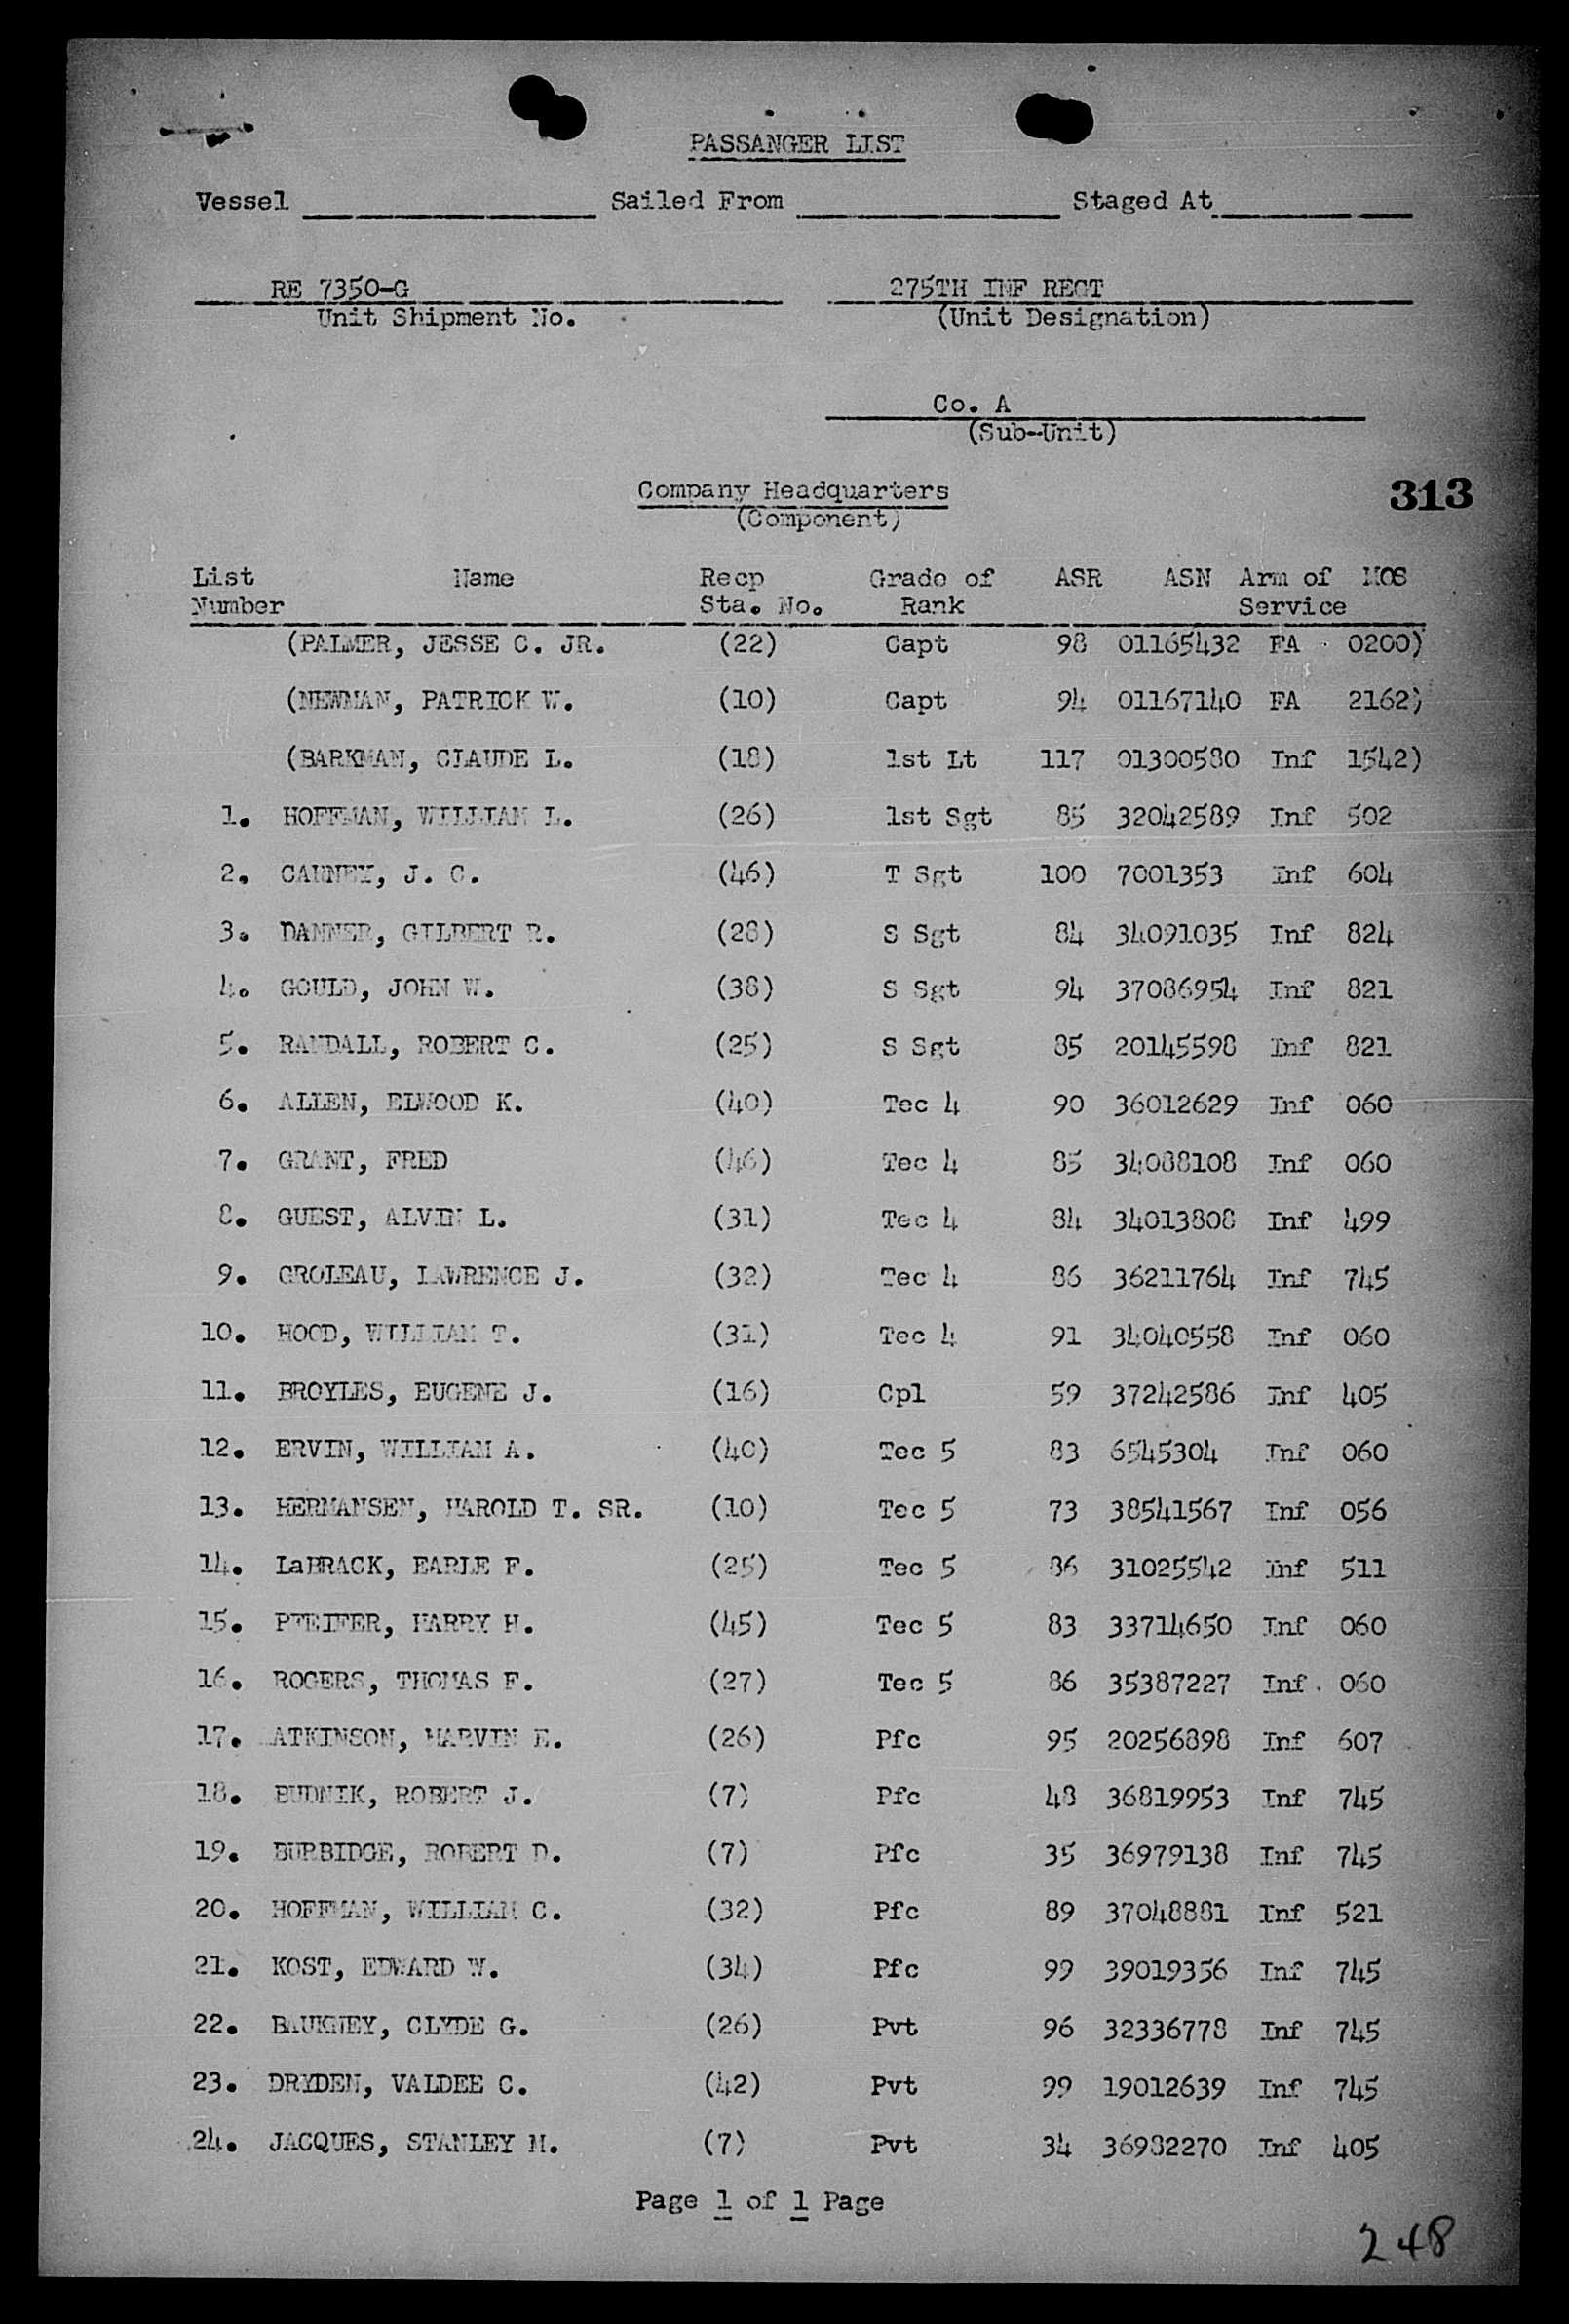 PASSANGER LIST
Vessel Sailed From Staged At
RE 7350-G 275TH INF REGT
Unit Shipment No. (Unit Designation)
Co. A
(Sub-Unit)
Company Headquarters 313
(Component)
List Name Recp Grade of ASR ASN Arm of MOS
Number Sta. No. Rank Service
(PALMER, JESSE C. JR. (22) Capt 98 01165432 FA 0200)
(NEWMAN, PATRICK W. (10) Capt 94 01167140 FA 2162)
(BARKMAN, CLAUDE L. (18) 1st Lt 117 01300580 Inf 1542)
1. HOFFMAN, WILLIAM L. (26) 1st Sgt 85 32042589 Inf 502
2. CAUNEY, J. C. (46) T Sgt 100 7001353 Inf 604
3. DANNER, GILBERT R. (28) S Sgt 84 34091035 Inf 824
4. GOULD, JOHN W. (38) S Sgt 94 37086954 Inf 821
5. RANDALL, ROBERT C. (25) S Sgt 85 20145598 Inf 821
6. ALLEN, ELWOOD K. (40) Tec 4 90 36012629 Inf 060
7. GRANT, FRED (46) Tec 4 85 34088108 Inf 060
8. GUEST, ALVIN L. (31) Tec 4 84 34013808 Inf 499
9. GROLEAU, LAWRENCE J. (32) Tec 4 86 36211764 Inf 745
10. HOOD, WILLIAM T. (31) Tec 4 91 34040558 Inf 060
11. BROYLES, EUGENE J. (16) Cpl 59 37242586 Inf 405
12. ERVIN, WILLIAM A. (40) Tec 5 83 6545304 Inf 060
13. HERMANSEN, HAROLD T. SR. (10) Tec 5 73 38541567 Inf 056
14. LaBRACK, EARLE F. (25) Tec 5 86 31025542 Inf 511
15. PFEIFER, HARRY H. (45) Tec 5 83 33714650 Inf 060
16. ROGERS, THOMAS F. (27) Tec 5 86 35387227 Inf 060
17. ATKINSON, MARVIN E. (26) Pfc 95 20256898 Inf 607
18. BUDNIK, ROBERT J. (7) Pfc 48 36819953 Inf 745
19. BURBIDGE, ROBERT D. (7) Pfc 35 36979138 Inf 745
20. HOFFMAN, WILLIAM C. (32) Pfc 89 37048881 Inf 521
21. KOST, EDWARD W. (34) Pfc 99 39019356 Inf 745
22. BAUKNEY, CLYDE G. (26) Pvt 96 32336778 Inf 745
23. DRYDEN, VALDEE C. (42) Pvt 99 19012639 Inf 745
24. JACQUES, STANLEY M. (7) Pvt 34 36982270 Inf 405
Page 1 of 1 Page
248